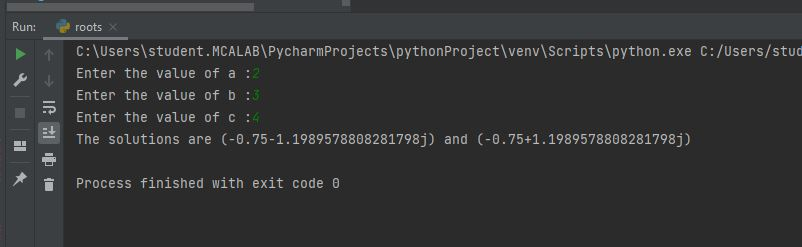 Run: roots ×
C:\Users\student.MCALAB\PycharmProjects\pythonProject\venv\Scripts\python.exe C:/Users/stud
Enter the value of a :2
Enter the value of b :3
Enter the value of c :4
The solutions are (-0.75-1.1989578808281798j) and (-0.75+1.1989578808281798j)
Process finished with exit code 0